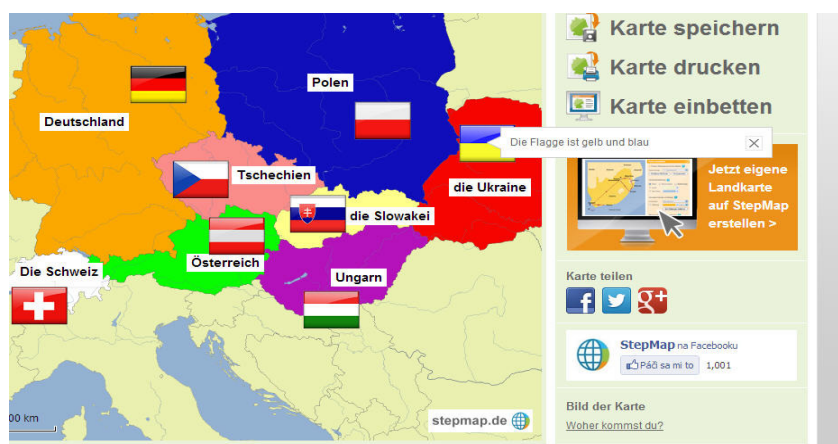 Polen
Deutschland
Tschechien
die Ukraine
die Slowakei
Österreich
Die Schweiz
Ungarn
00 km
stepmap.de
Die Flagge ist gelb und blau
Karte speichern
Karte drucken
Karte einbetten
Jetzt eigene
Landkarte
auf StepMap
erstellen >
Karte teilen
StepMap na Facebooku
Páči sa mi to 1,001
Bild der Karte
Woher kommst du?